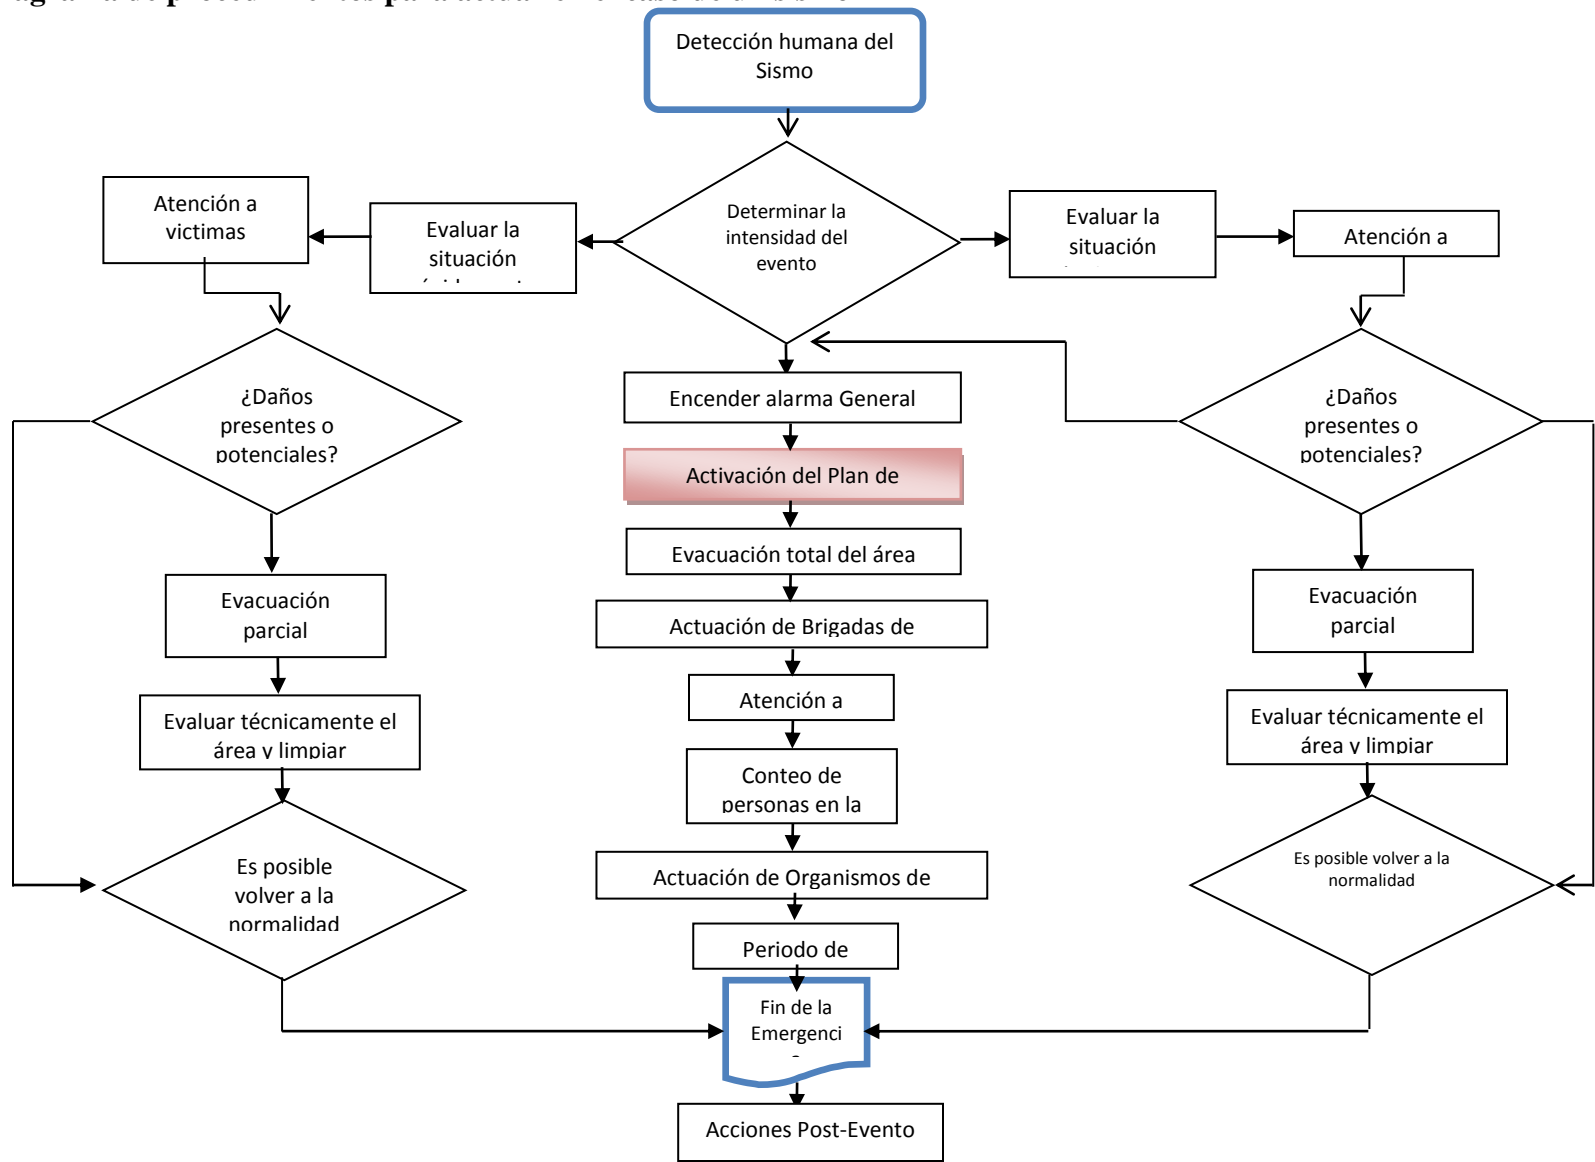 Detección humana del
Sismo
Determinar la
intensidad del
evento
Atención a
victimas
Evaluar la
situación
Evaluar la
situación
Atención a
¿Daños
presentes o
potenciales?
Encender alarma General
Activación del Plan de
Evacuación total del área
Actuación de Brigadas de
Atención a
Conteo de
personas en la
Actuación de Organismos de
Periodo de
Fin de la
Emergenci
Acciones Post-Evento
Evacuación
parcial
Evaluar técnicamente el
área y limpiar
Es posible
volver a la
normalidad
¿Daños
presentes o
potenciales?
Evacuación
parcial
Evaluar técnicamente el
área y limpiar
Es posible volver a la
normalidad